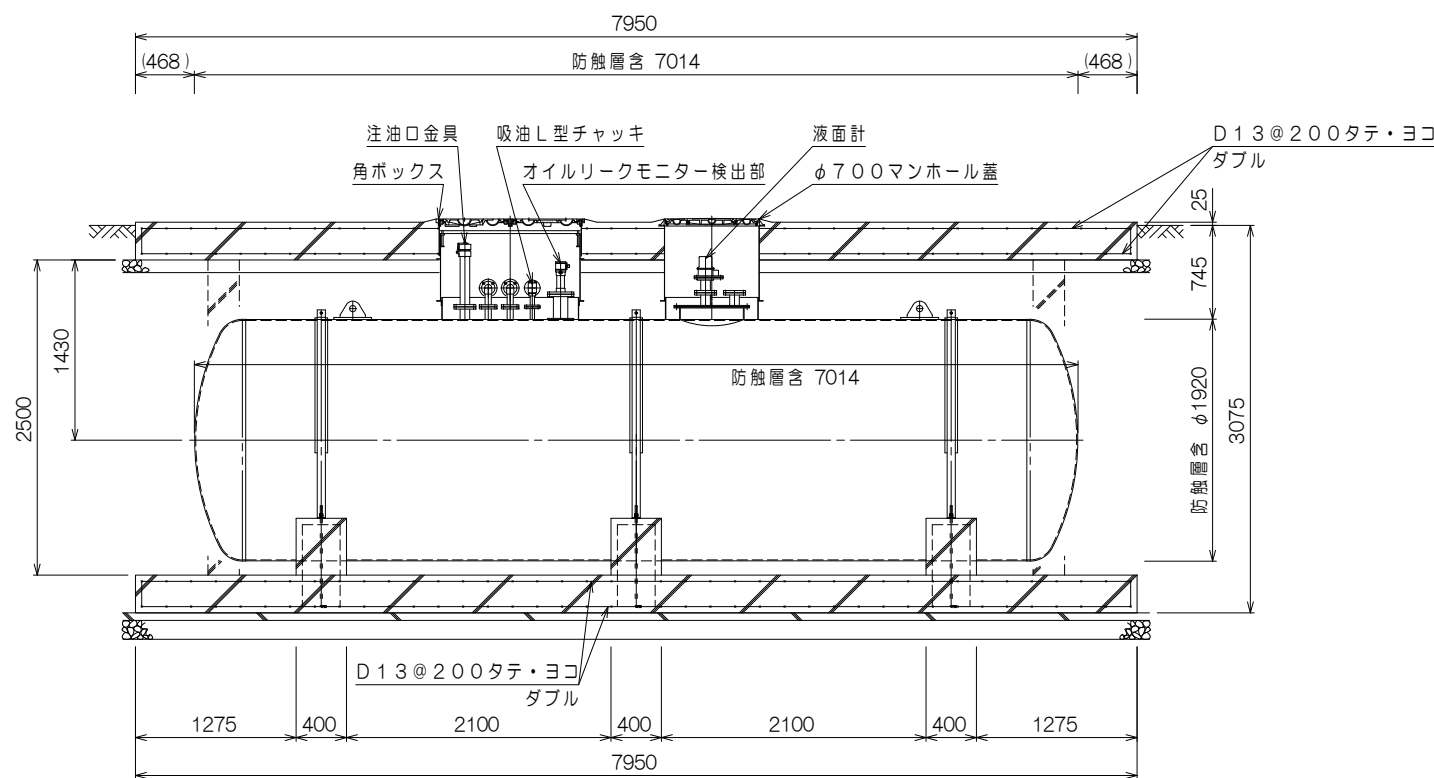 7950
(468)
防触層含 7014
(468)
注油口金具
吸油L型チャッキ
液面計
D13@200タテ・ヨコ
ダブル
角ボックス
オイルリークモニター検出部
φ700マンホール蓋
25
745
1430
2500
防触層含 7014
防触層含 φ1920
3075
D13@200タテ・ヨコ
ダブル
1275
400
2100
400
2100
400
1275
7950